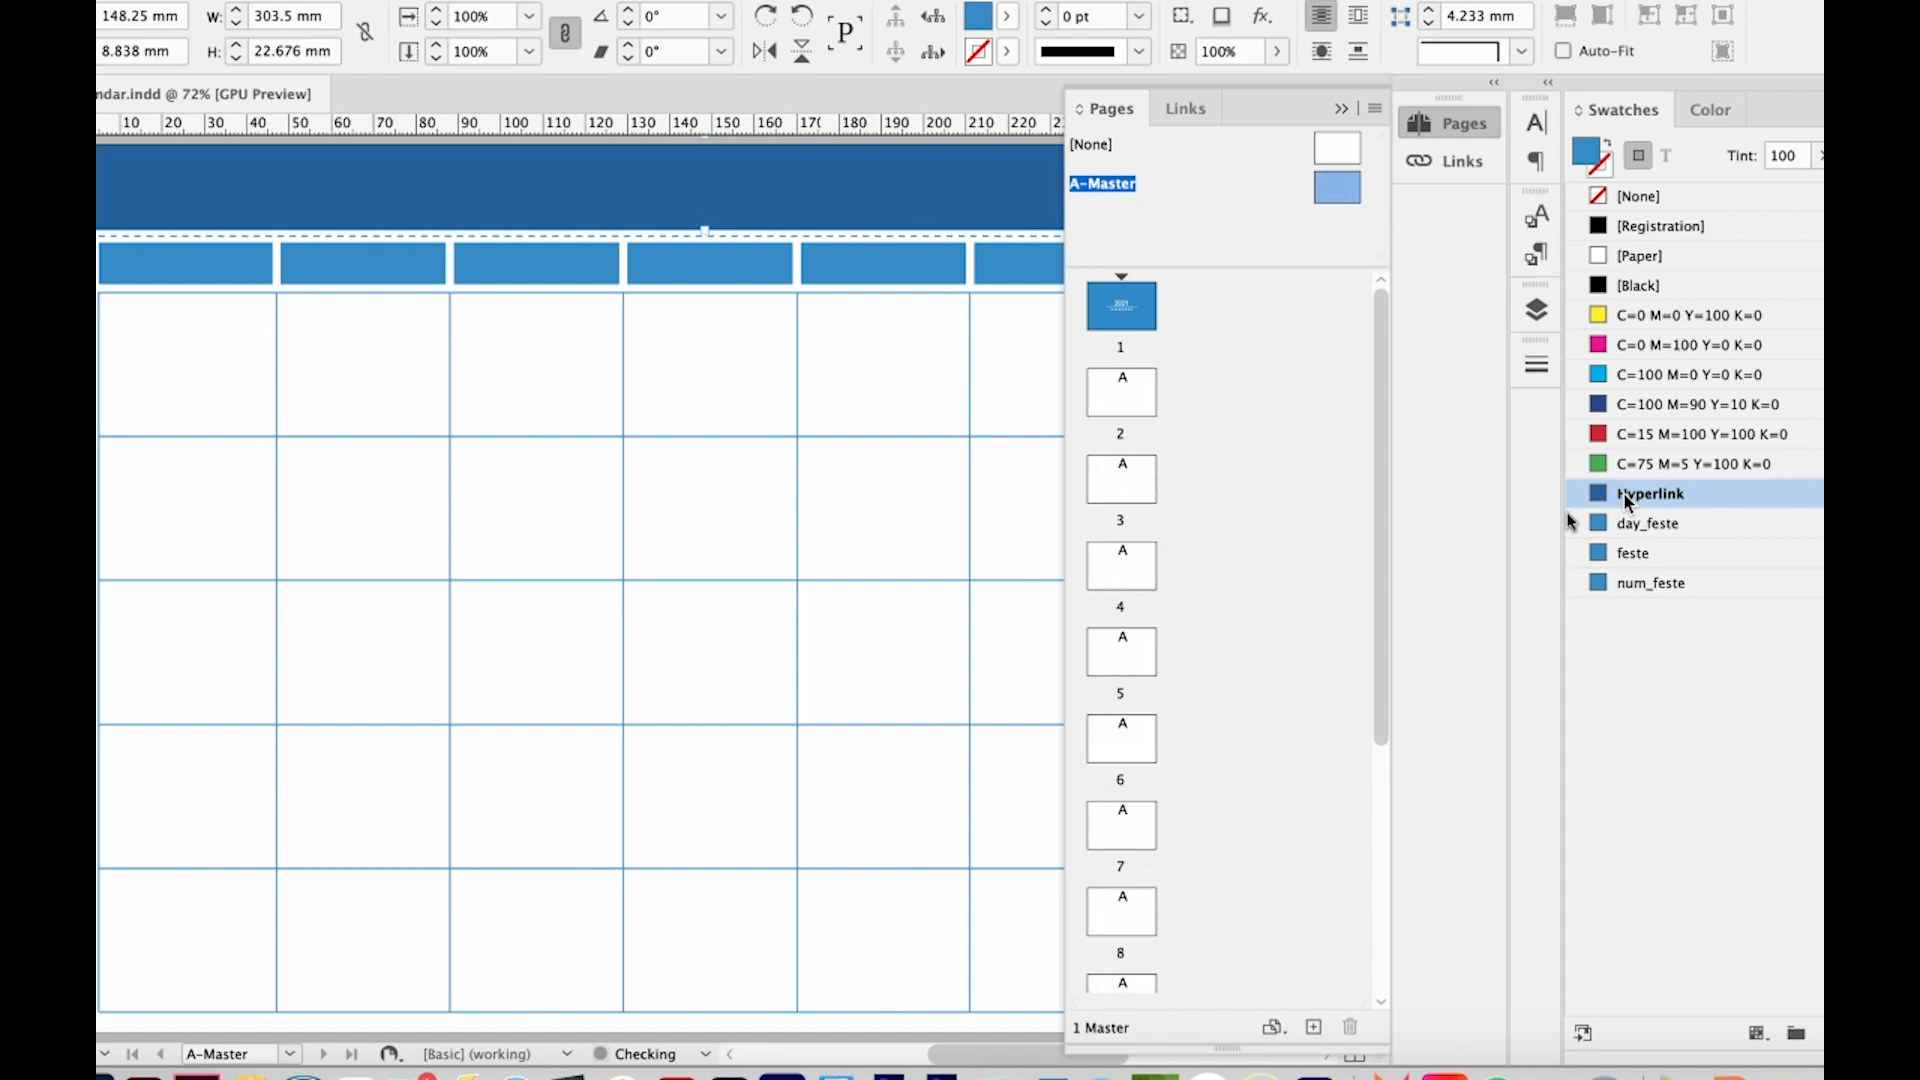 148.25 mm W: 303.5 mm 100% 0° P 0 pt fx. 4.233 mm
8.838 mm H: 22.676 mm 100% 0° 100% Auto-Fit
ndar.indd @ 72% [GPU Preview]
10 20 30 40 50 60 70 80 90 100 110 120 130 140 150 160 170 180 190 200 210 220
Pages Links
[None]
A-Master
2021
1
A
2
A
3
A
4
A
5
A
6
A
7
A
8
A
1 Master
Pages
Links
Swatches Color
T Tint: 100
[None]
[Registration]
[Paper]
[Black]
C=0 M=0 Y=100 K=0
C=0 M=100 Y=0 K=0
C=100 M=0 Y=0 K=0
C=100 M=90 Y=10 K=0
C=15 M=100 Y=100 K=0
C=75 M=5 Y=100 K=0
Hyperlink
day_feste
feste
num_feste
A-Master [Basic] (working) Checking